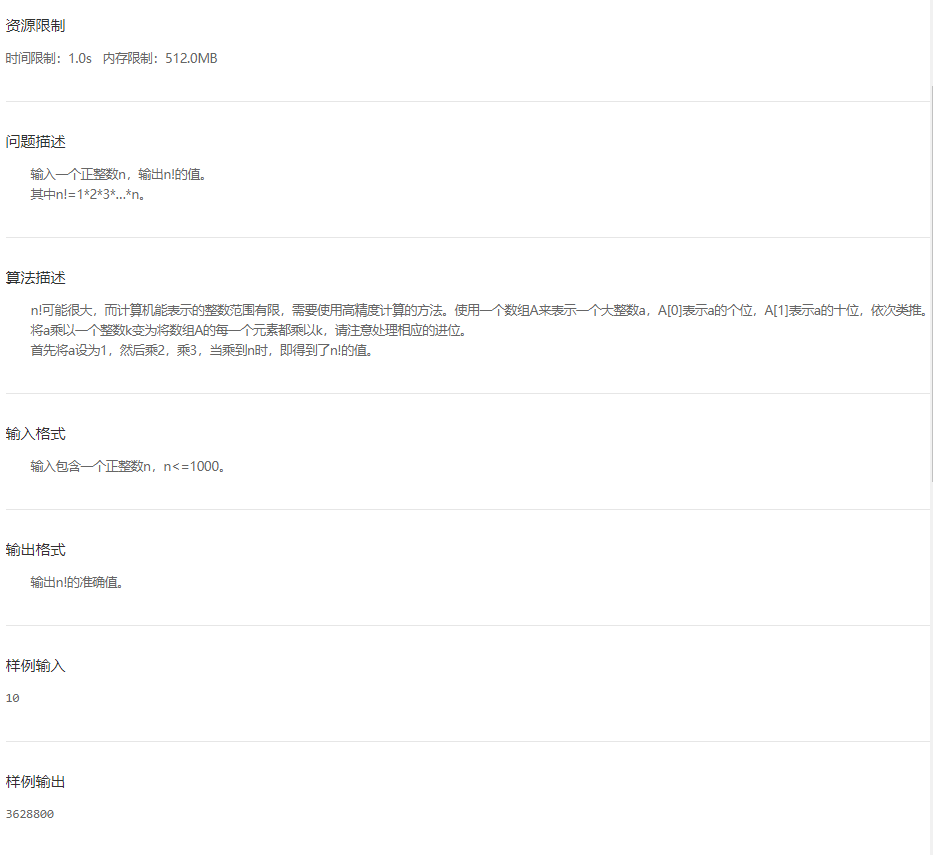 资源限制
时间限制：1.0s 内存限制：512.0MB
问题描述
输入一个正整数n，输出n!的值。
其中n!=1*2*3*…*n。
算法描述
n!可能很大，而计算机能表示的整数范围有限，需要使用高精度计算的方法。使用一个数组A来表示一个大整数a，A[0]表示a的个位，A[1]表示a的十位，依次类推。
将a乘以一个整数k变为将数组A的每一个元素都乘以k，请注意处理相应的进位。
首先将a设为1，然后乘2，乘3，当乘到n时，即得到了n!的值。
输入格式
输入包含一个正整数n，n<=1000。
输出格式
输出n!的准确值。
样例输入
10
样例输出
3628800